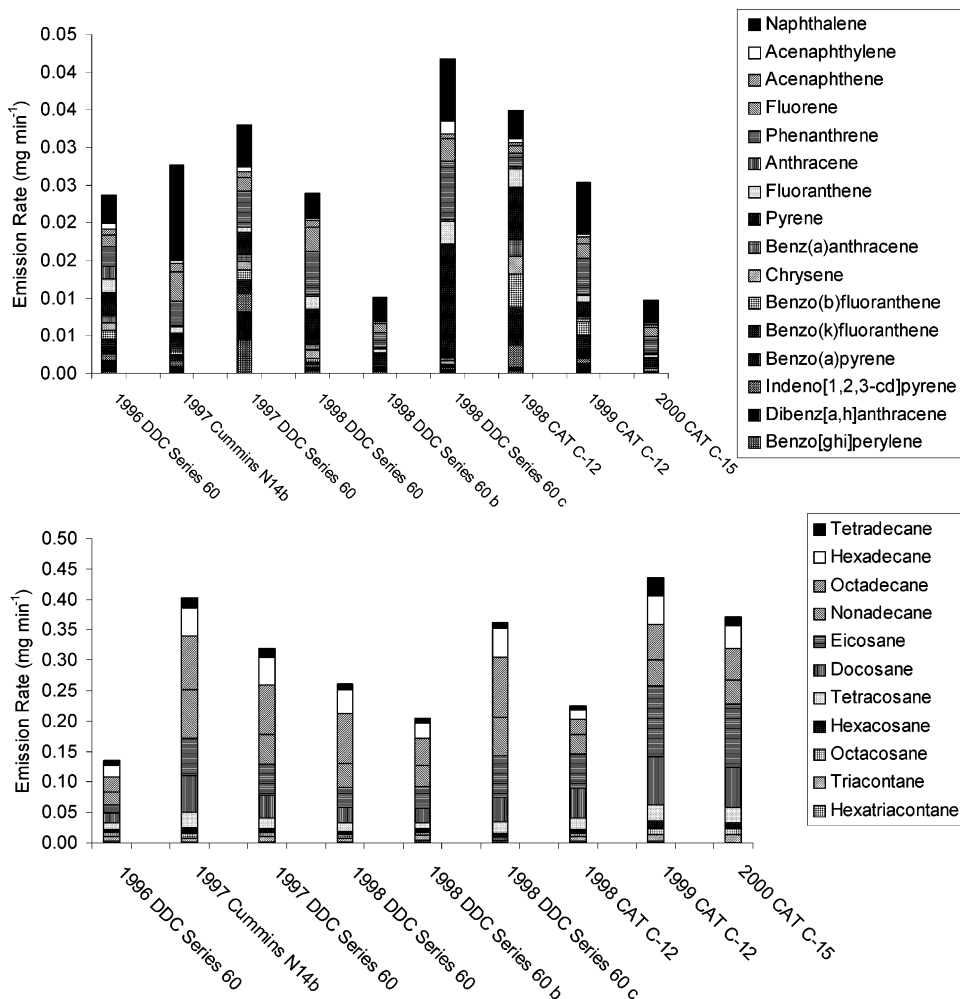 0.05
0.04
0.04
0.03
0.03
0.02
0.02
0.01
0.01
0.00
Emission Rate (mg min⁻¹)
1996 DDC Series 60
1997 Cummins N14b
1997 DDC Series 60
1998 DDC Series 60
1998 DDC Series 60 b
1998 DDC Series 60 c
1998 CAT C-12
1999 CAT C-12
2000 CAT C-15
Naphthalene
Acenaphthylene
Acenaphthene
Fluorene
Phenanthrene
Anthracene
Fluoranthene
Pyrene
Benz(a)anthracene
Chrysene
Benzo(b)fluoranthene
Benzo(k)fluoranthene
Benzo(a)pyrene
Indeno[1,2,3-cd]pyrene
Dibenz[a,h]anthracene
Benzo[ghi]perylene
0.50
0.45
0.40
0.35
0.30
0.25
0.20
0.15
0.10
0.05
0.00
Emission Rate (mg min⁻¹)
1996 DDC Series 60
1997 Cummins N14b
1997 DDC Series 60
1998 DDC Series 60
1998 DDC Series 60 b
1998 DDC Series 60 c
1998 CAT C-12
1999 CAT C-12
2000 CAT C-15
Tetradecane
Hexadecane
Octadecane
Nonadecane
Eicosane
Docosane
Tetracosane
Hexacosane
Octacosane
Triacontane
Hexatriacontane